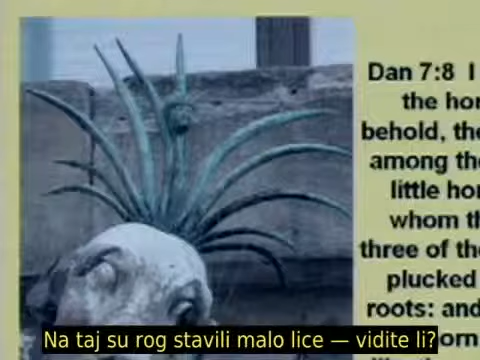 Dan 7:8 I
the hor
behold, the
among the
little hor
whom th
three of the
plucked
roots: and
orn
Na taj su rog stavili malo lice — vidite li?